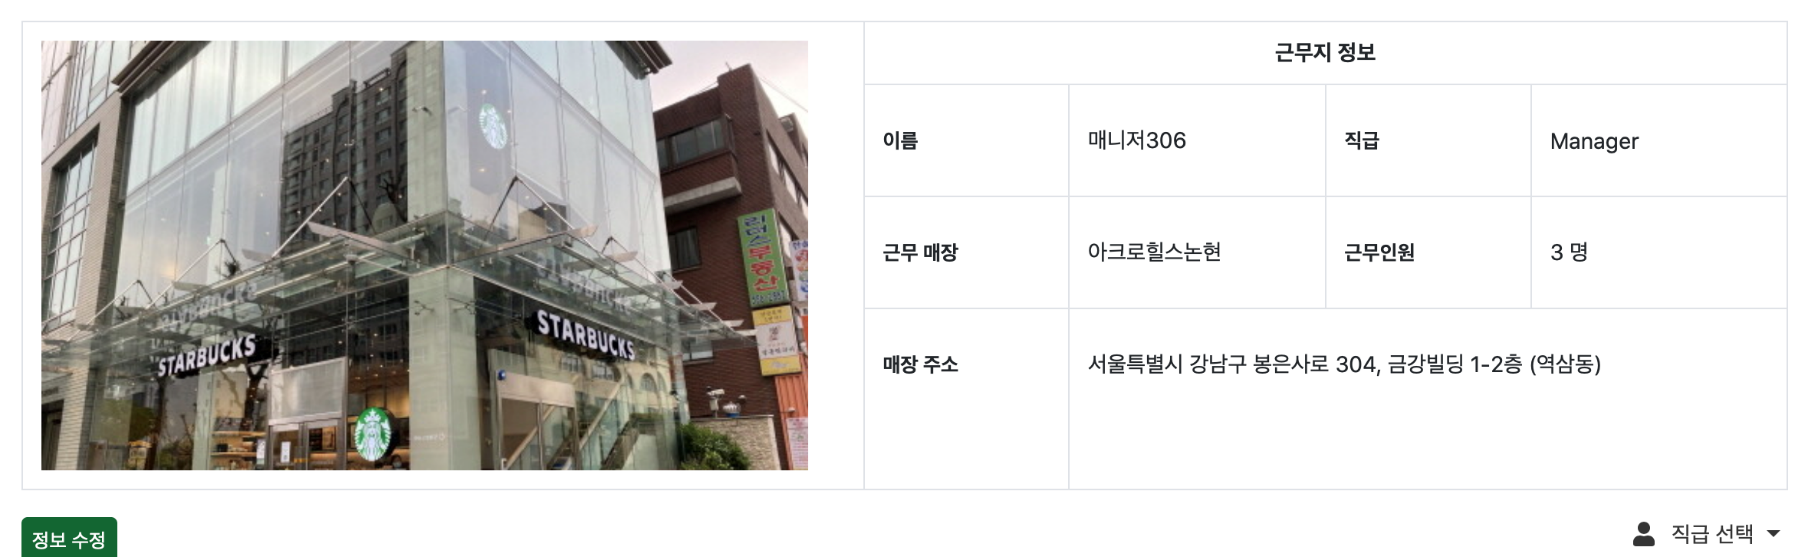 STARBUCKS
STARBUCKS
부동산
근무지 정보
이름 매니저306 직급 Manager
근무 매장 아크로힐스논현 근무인원 3 명
매장 주소 서울특별시 강남구 봉은사로 304, 금강빌딩 1-2층 (역삼동)
정보 수정
직급 선택